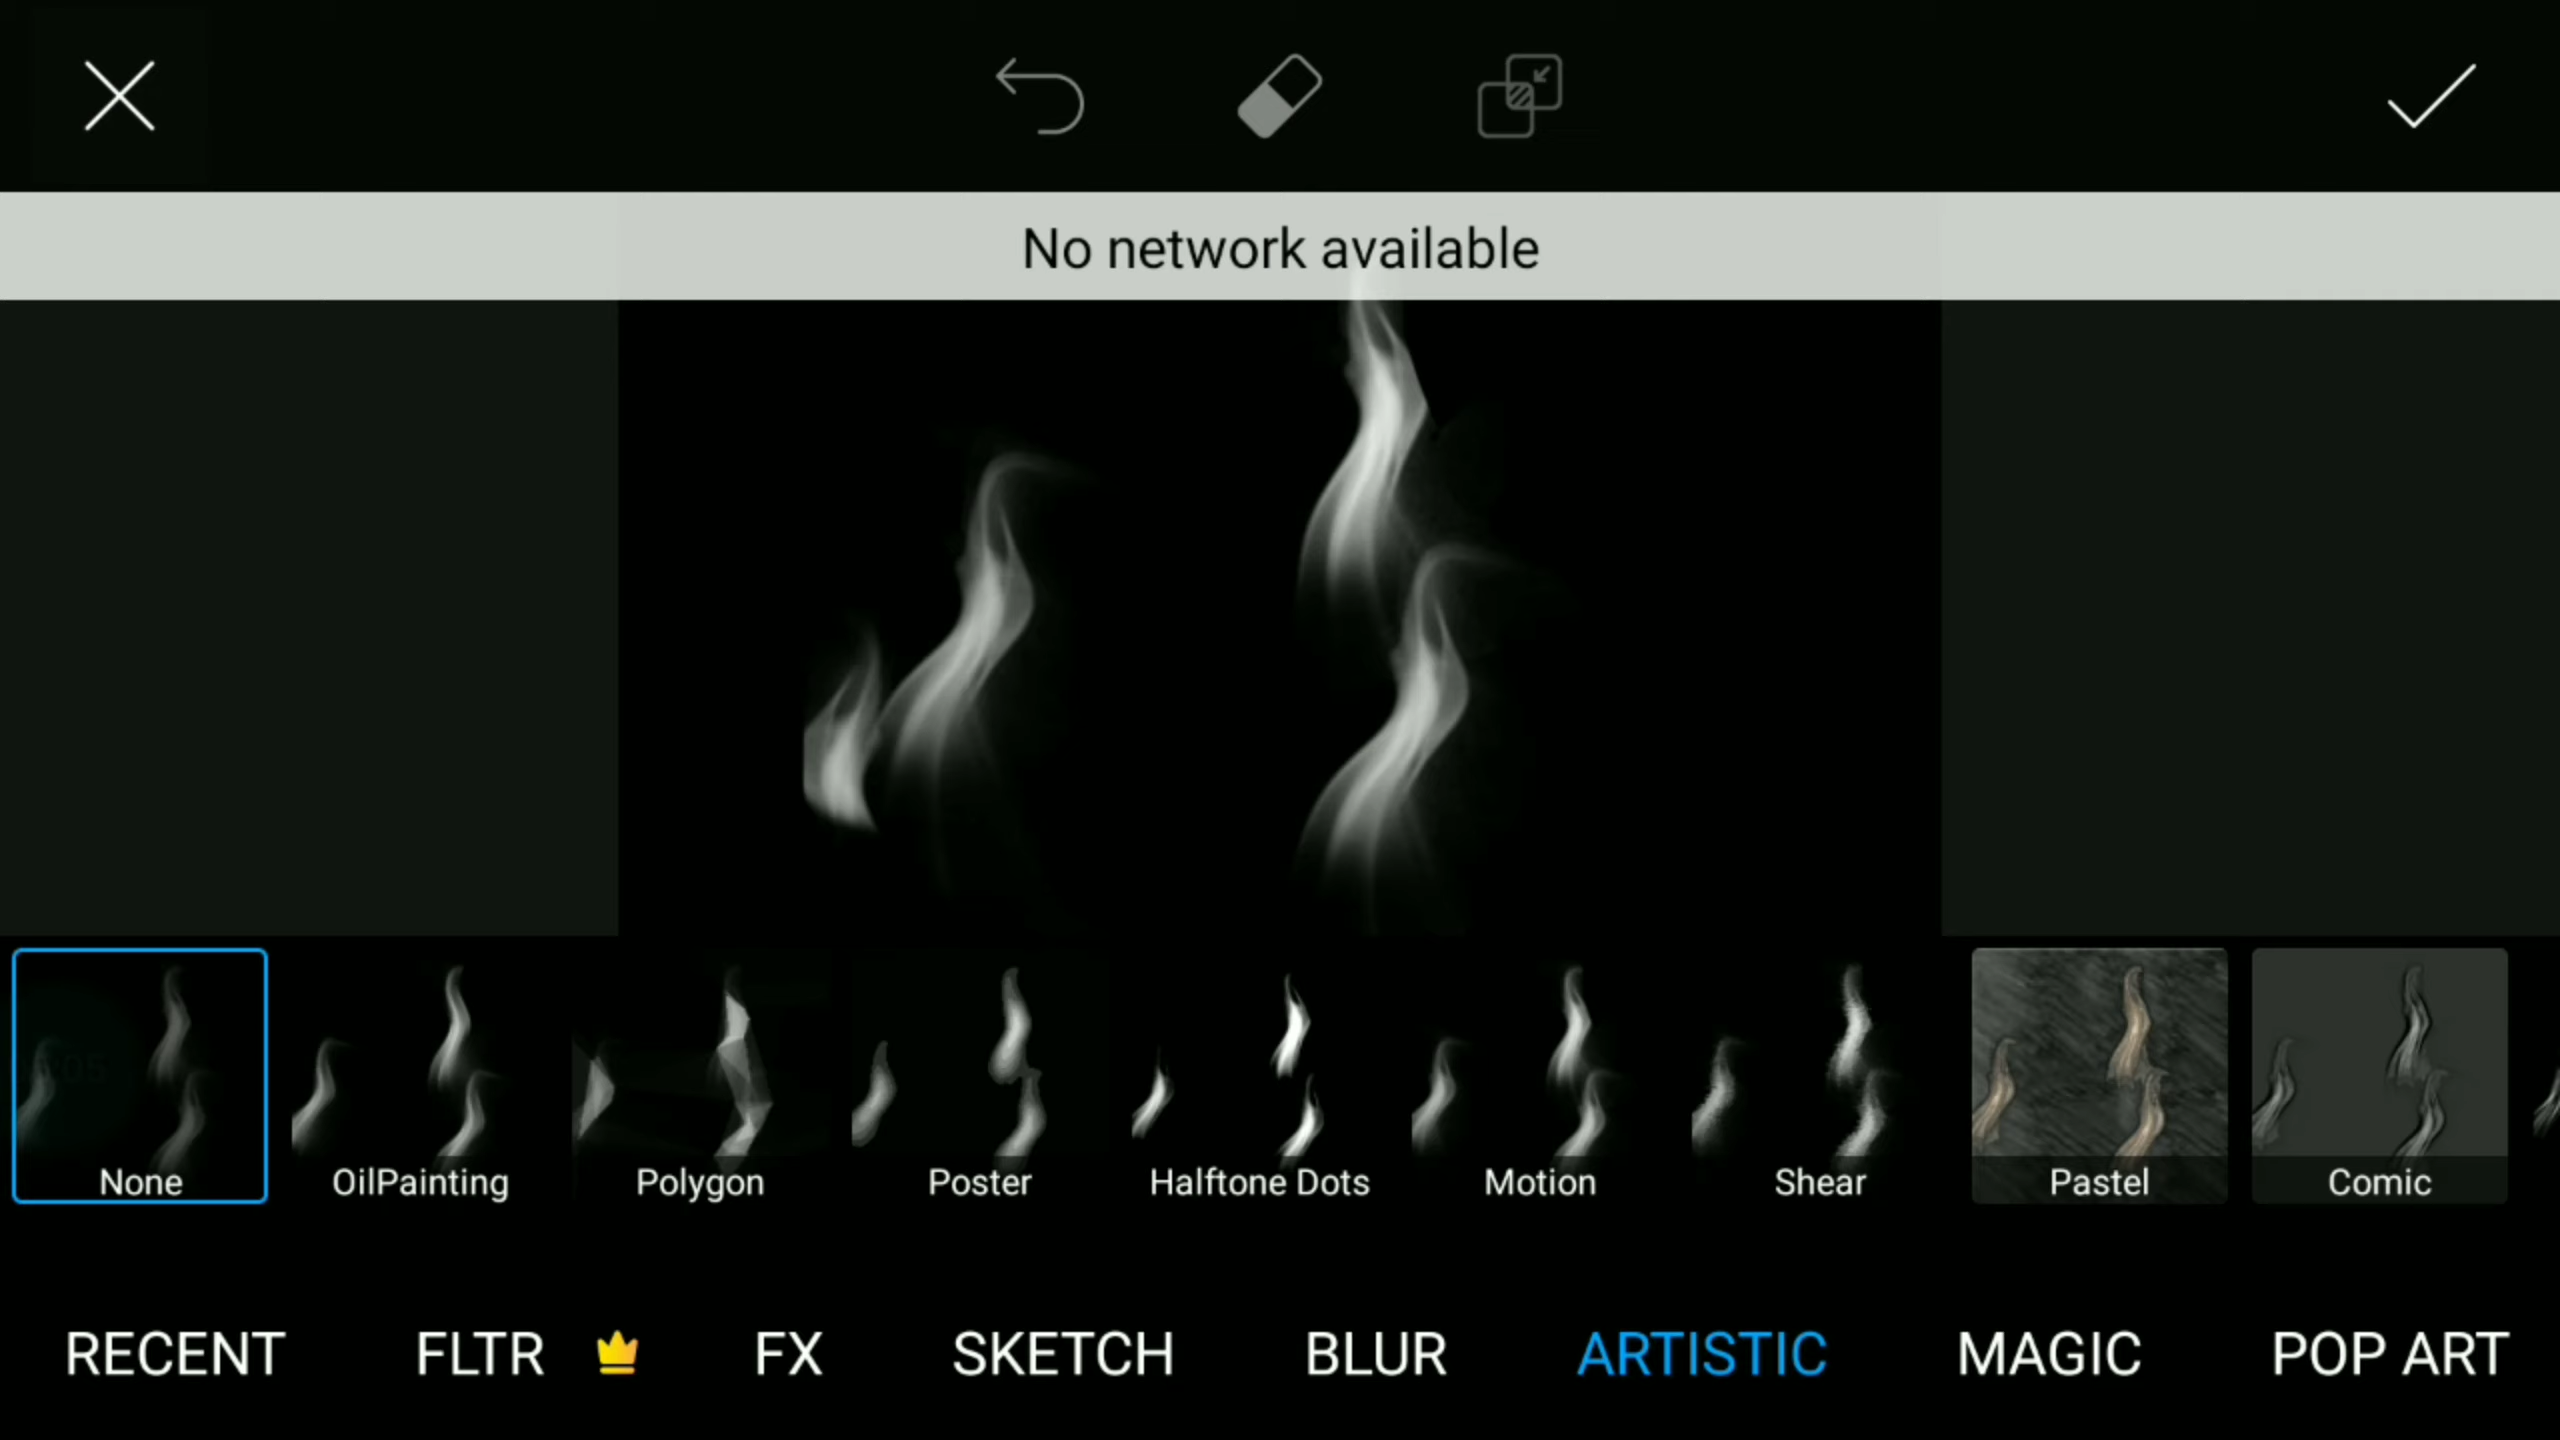 No network available
None
OilPainting
Polygon
Poster
Halftone Dots
Motion
Shear
Pastel
Comic
RECENT
FLTR
FX
SKETCH
BLUR
ARTISTIC
MAGIC
POP ART